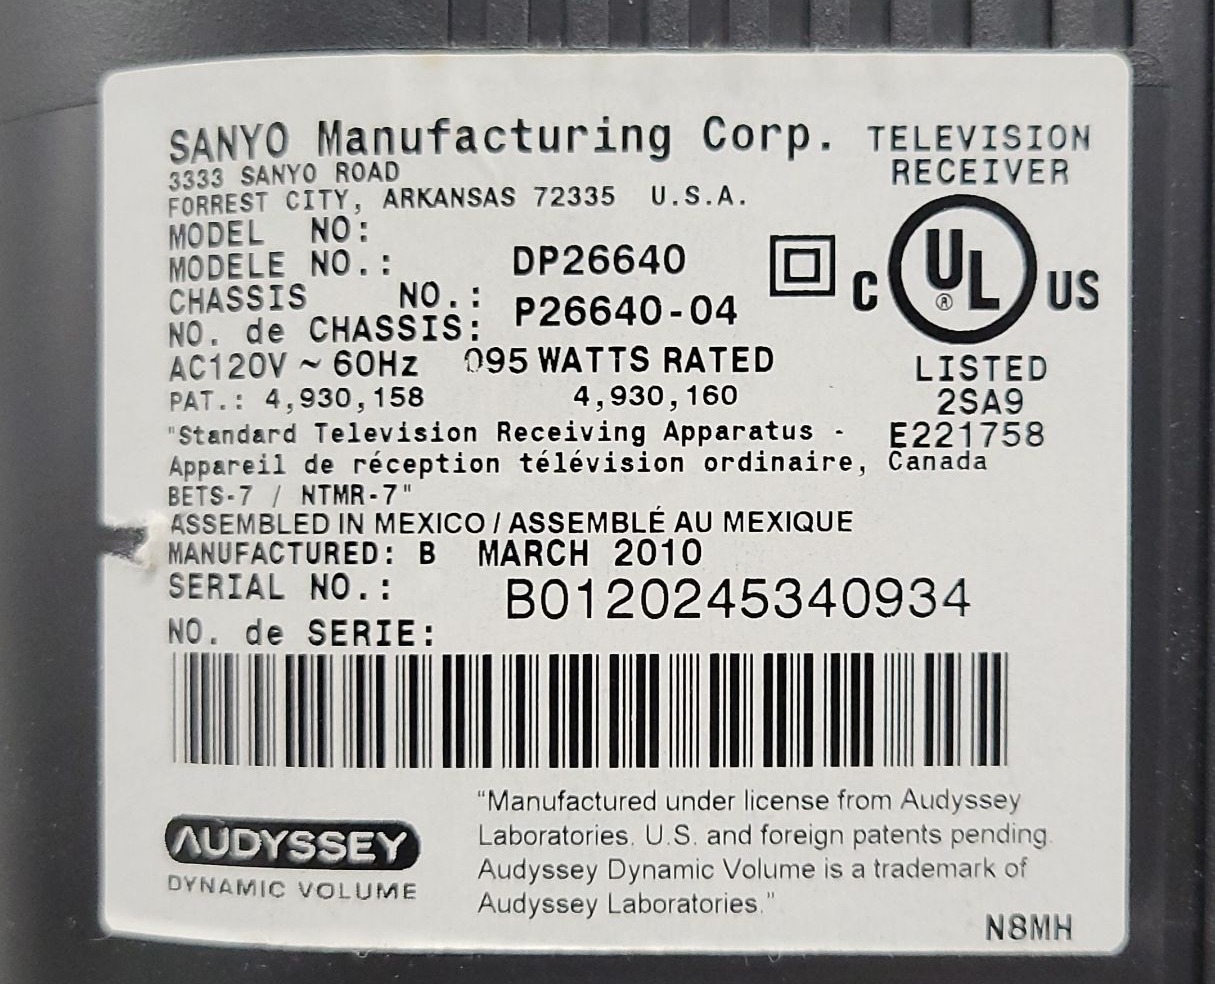 SANYO Manufacturing Corp.
3333 SANYO ROAD
FORREST CITY, ARKANSAS 72335 U.S.A.
TELEVISION
RECEIVER
MODEL NO:
MODELE NO.: DP26640
CHASSIS NO.:
NO. de CHASSIS: P26640-04
C UL® US
LISTED
2SA9
E221758
AC120V ~ 60Hz 095 WATTS RATED
PAT.: 4,930,158 4,930,160
"Standard Television Receiving Apparatus -
Appareil de réception télévision ordinaire, Canada
BETS-7 / NTMR-7"
ASSEMBLED IN MEXICO / ASSEMBLÉ AU MEXIQUE
MANUFACTURED: B MARCH 2010
SERIAL NO.: B0120245340934
NO. de SERIE:
AUDYSSEY
DYNAMIC VOLUME
“Manufactured under license from Audyssey
Laboratories. U.S. and foreign patents pending.
Audyssey Dynamic Volume is a trademark of
Audyssey Laboratories.”
N8MH